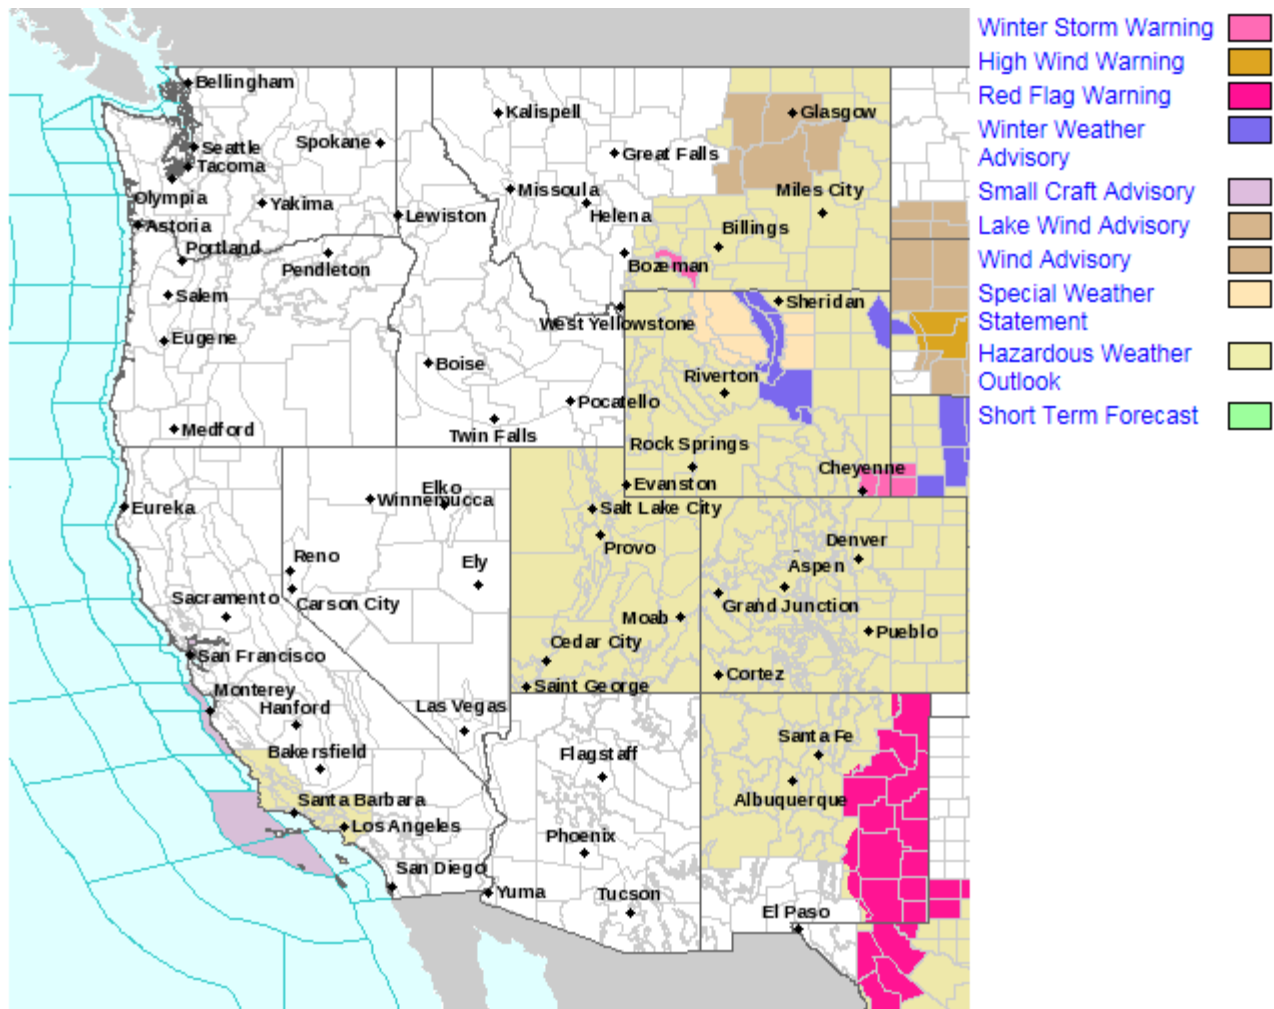 Winter Storm Warning
High Wind Warning
Red Flag Warning
Winter Weather
Advisory
Small Craft Advisory
Lake Wind Advisory
Wind Advisory
Special Weather
Statement
Hazardous Weather
Outlook
Short Term Forecast
Bellingham
Seattle
Tacoma
Spokane
Olympia
Yakima
Astoria
Portland
Pendleton
Lewiston
Salem
Eugene
Medford
Kalispell
Great Falls
Missoula
Helena
Glasgow
Miles City
Billings
Bozeman
West Yellowstone
Sheridan
Boise
Pocatello
Twin Falls
Riverton
Rock Springs
Cheyenne
Evanston
Eureka
Elko
Winnemucca
Salt Lake City
Provo
Reno
Ely
Carson City
Sacramento
San Francisco
Denver
Aspen
Grand Junction
Moab
Pueblo
Cedar City
Cortez
Saint George
Monterey
Hanford
Las Vegas
Bakersfield
Flagstaff
Santa Fe
Albuquerque
Santa Barbara
Los Angeles
Phoenix
San Diego
Yuma
Tucson
El Paso